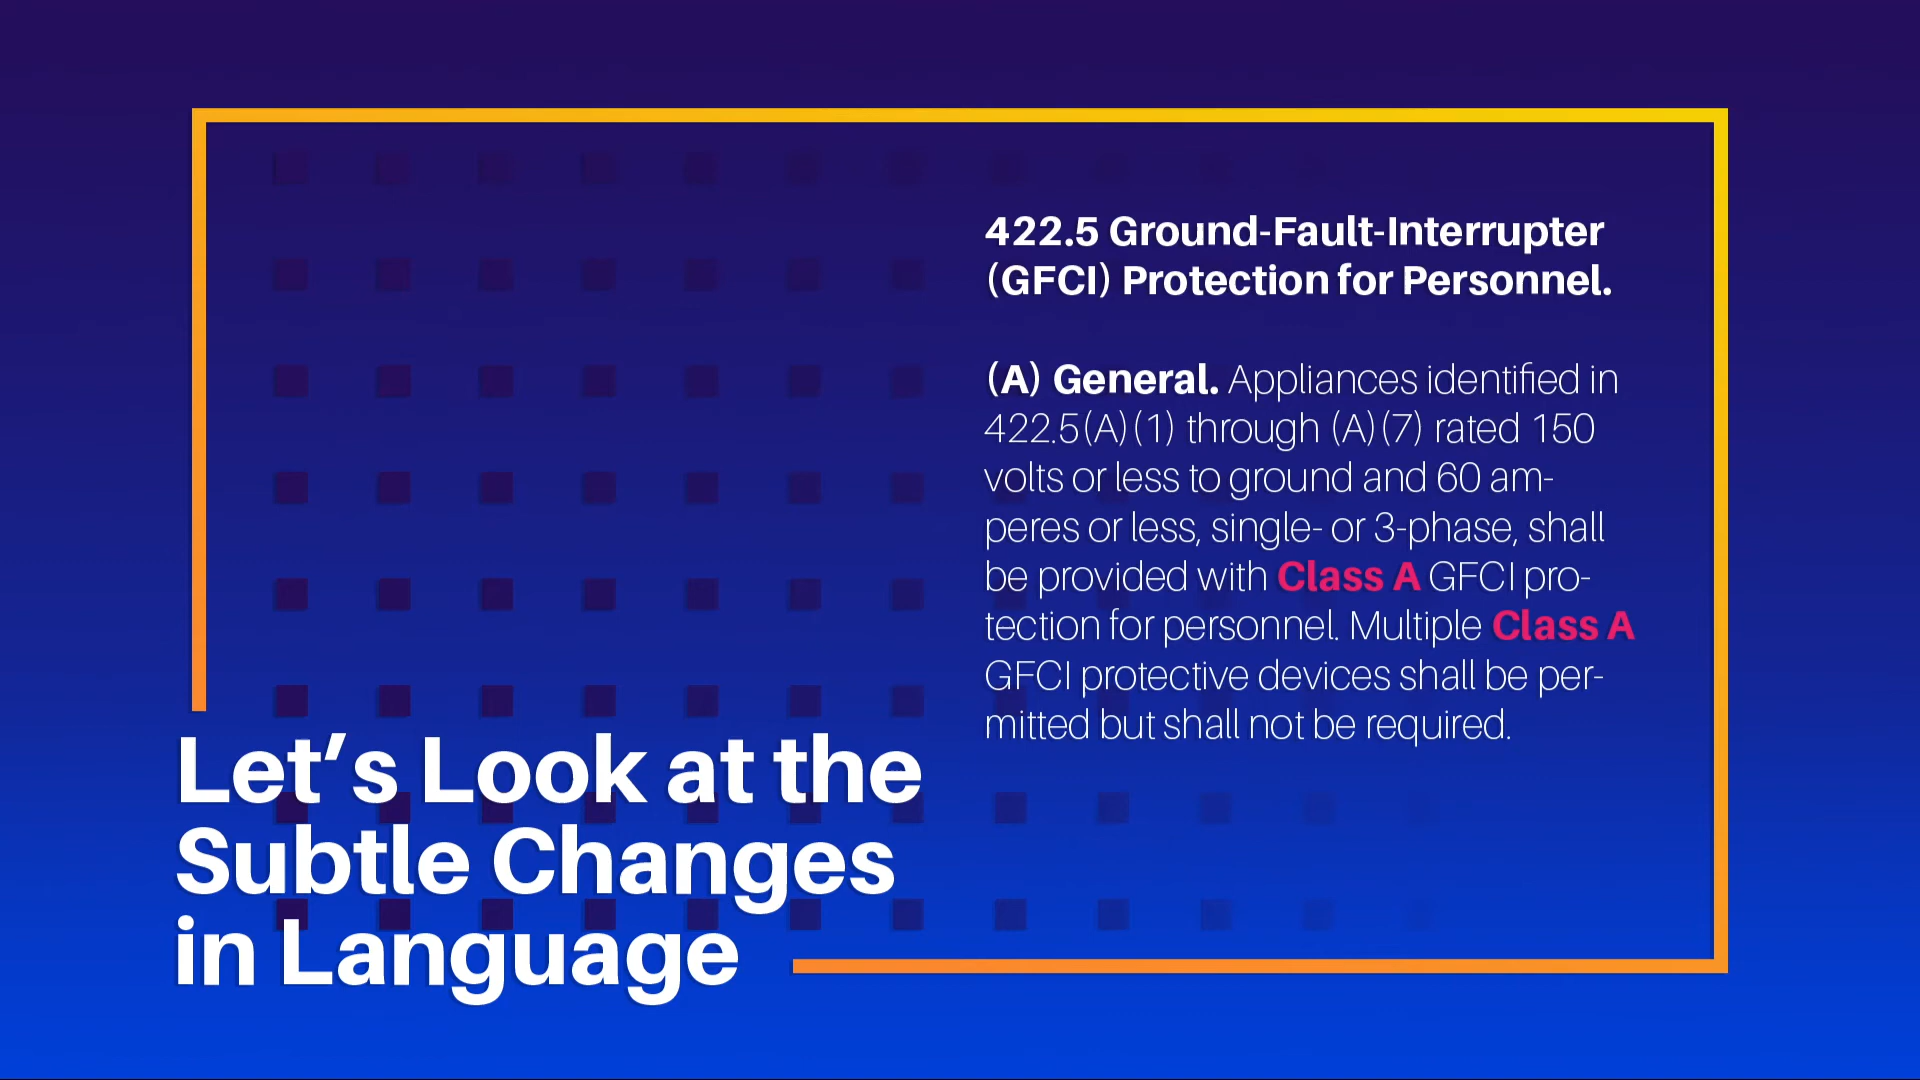 422.5 Ground-Fault-Interrupter
(GFCI) Protection for Personnel.
(A) General. Appliances identified in
422.5(A)(1) through (A)(7) rated 150
volts or less to ground and 60 am-
peres or less, single- or 3-phase, shall
be provided with Class A GFCI pro-
tection for personnel. Multiple Class A
GFCI protective devices shall be per-
mitted but shall not be required.
Let’s Look at the
Subtle Changes
in Language